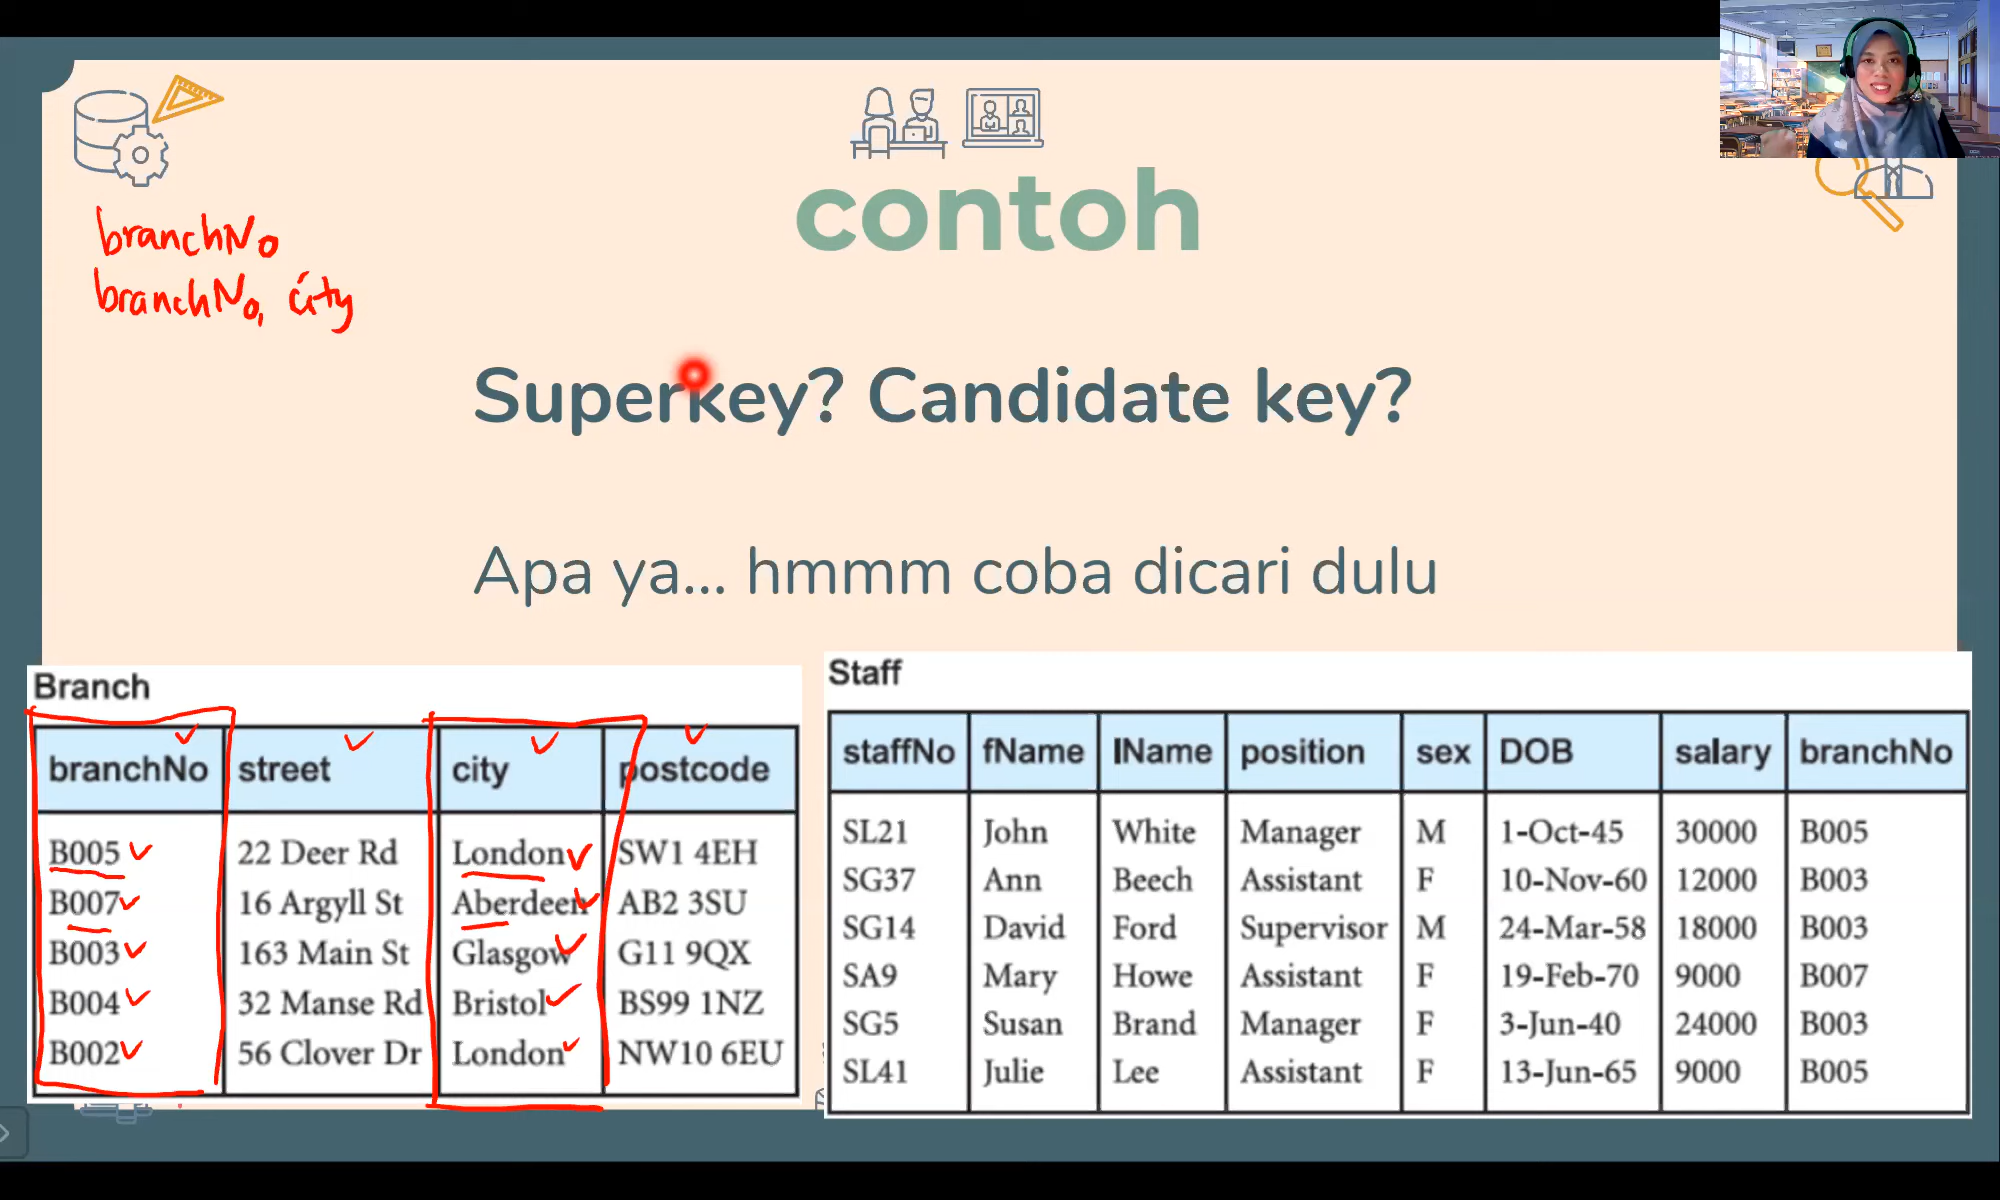 contoh
branchNo
branchNo, city
Superkey? Candidate key?
Apa ya... hmmm coba dicari dulu
Branch
branchNo street city postcode
B005 22 Deer Rd London SW1 4EH
B007 16 Argyll St Aberdeen AB2 3SU
B003 163 Main St Glasgow G11 9QX
B004 32 Manse Rd Bristol BS99 1NZ
B002 56 Clover Dr London NW10 6EU
Staff
staffNo fName lName position sex DOB salary branchNo
SL21 John White Manager M 1-Oct-45 30000 B005
SG37 Ann Beech Assistant F 10-Nov-60 12000 B003
SG14 David Ford Supervisor M 24-Mar-58 18000 B003
SA9 Mary Howe Assistant F 19-Feb-70 9000 B007
SG5 Susan Brand Manager F 3-Jun-40 24000 B003
SL41 Julie Lee Assistant F 13-Jun-65 9000 B005